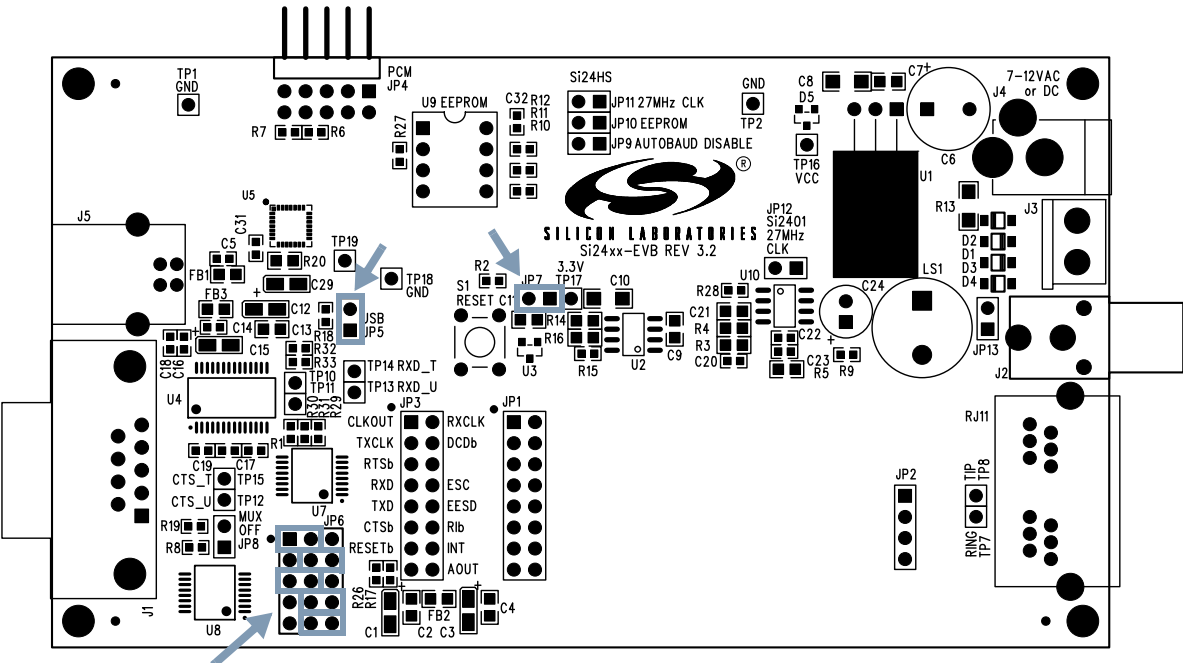 PCM
JP4
TP1
GND
R7
R6
U9 EEPROM
R27
C32
R12
R11
R10
Si24HS
JP11 27MHz CLK
JP10 EEPROM
JP9 AUTOBAUD DISABLE
GND
TP2
C8
D5
C7
+
TP16
VCC
C6
U1
7-12VAC
or DC
J4
J3
R13
D2
D1
D3
D4
®
SILICON LABORATORIES
Si24xx-EVB REV 3.2
JP12
Si2401
27MHz
CLK
J5
U5
C31
C5
FB1
R20
C29
TP19
TP18
GND
FB3
+
C12
C14
C13
+
C15
C18
C16
R18
USB
JP5
R32
R33
TP10
TP11
TP14 RXD_T
TP13 RXD_U
R2
S1
RESET
C11
JP7
3.3V
TP17
C10
R14
R16
R15
U3
U2
C9
R28
U10
C21
R4
R3
C20
C22
C23
R5
C24
+
R9
LS1
JP13
J2
U4
R30
R31
R29
R1
C19
C17
CTS_T
TP15
CTS_U
TP12
U7
R19
R8
MUX
OFF
JP8
JP6
U8
J1
JP3
JP1
CLKOUT
RXCLK
TXCLK
DCDb
RTSb
RXD
ESC
TXD
EESD
CTSb
RIb
RESETb
INT
AOUT
R26
R17
+
C1
C2
FB2
C3
+
C4
JP2
RJ11
TIP
TP8
RING
TP7